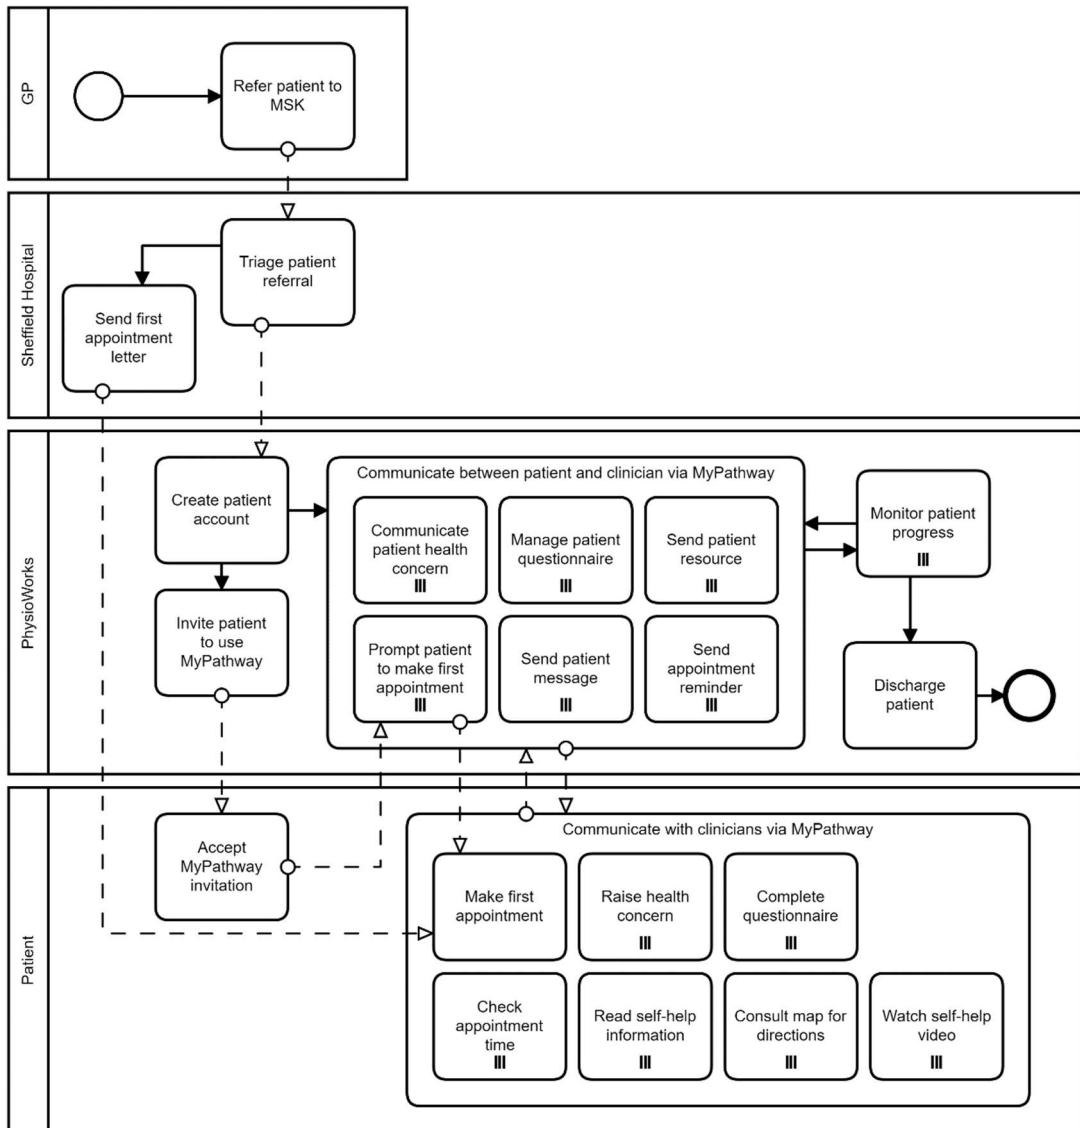 GP
Refer patient to
MSK
Sheffield Hospital
Triage patient
referral
Send first
appointment
letter
PhysioWorks
Create patient
account
Invite patient
to use
MyPathway
Communicate between patient and clinician via MyPathway
Communicate
patient health
concern
Manage patient
questionnaire
Send patient
resource
Prompt patient
to make first
appointment
Send patient
message
Send
appointment
reminder
Monitor patient
progress
Discharge
patient
Patient
Accept
MyPathway
invitation
Communicate with clinicians via MyPathway
Make first
appointment
Raise health
concern
Complete
questionnaire
Check
appointment
time
Read self-help
information
Consult map for
directions
Watch self-help
video